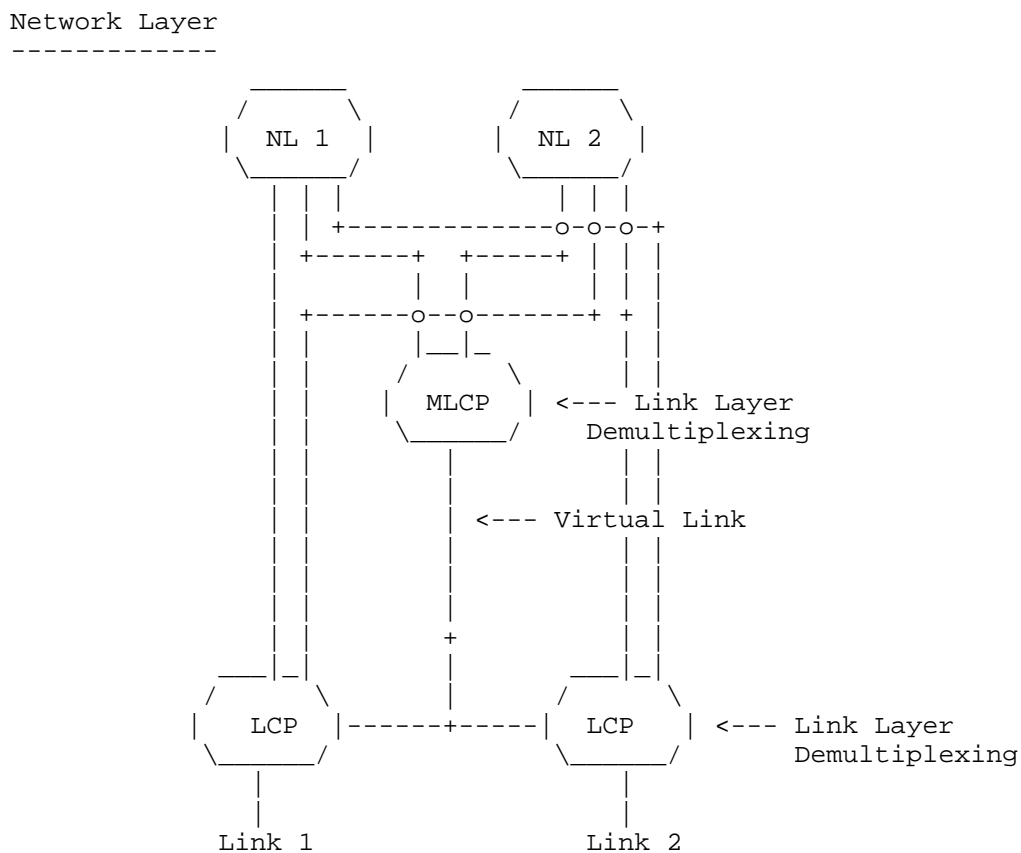 Network Layer
NL 1 NL 2
MLCP <--- Link Layer
Demultiplexing
<--- Virtual Link
LCP LCP <--- Link Layer
Demultiplexing
Link 1 Link 2